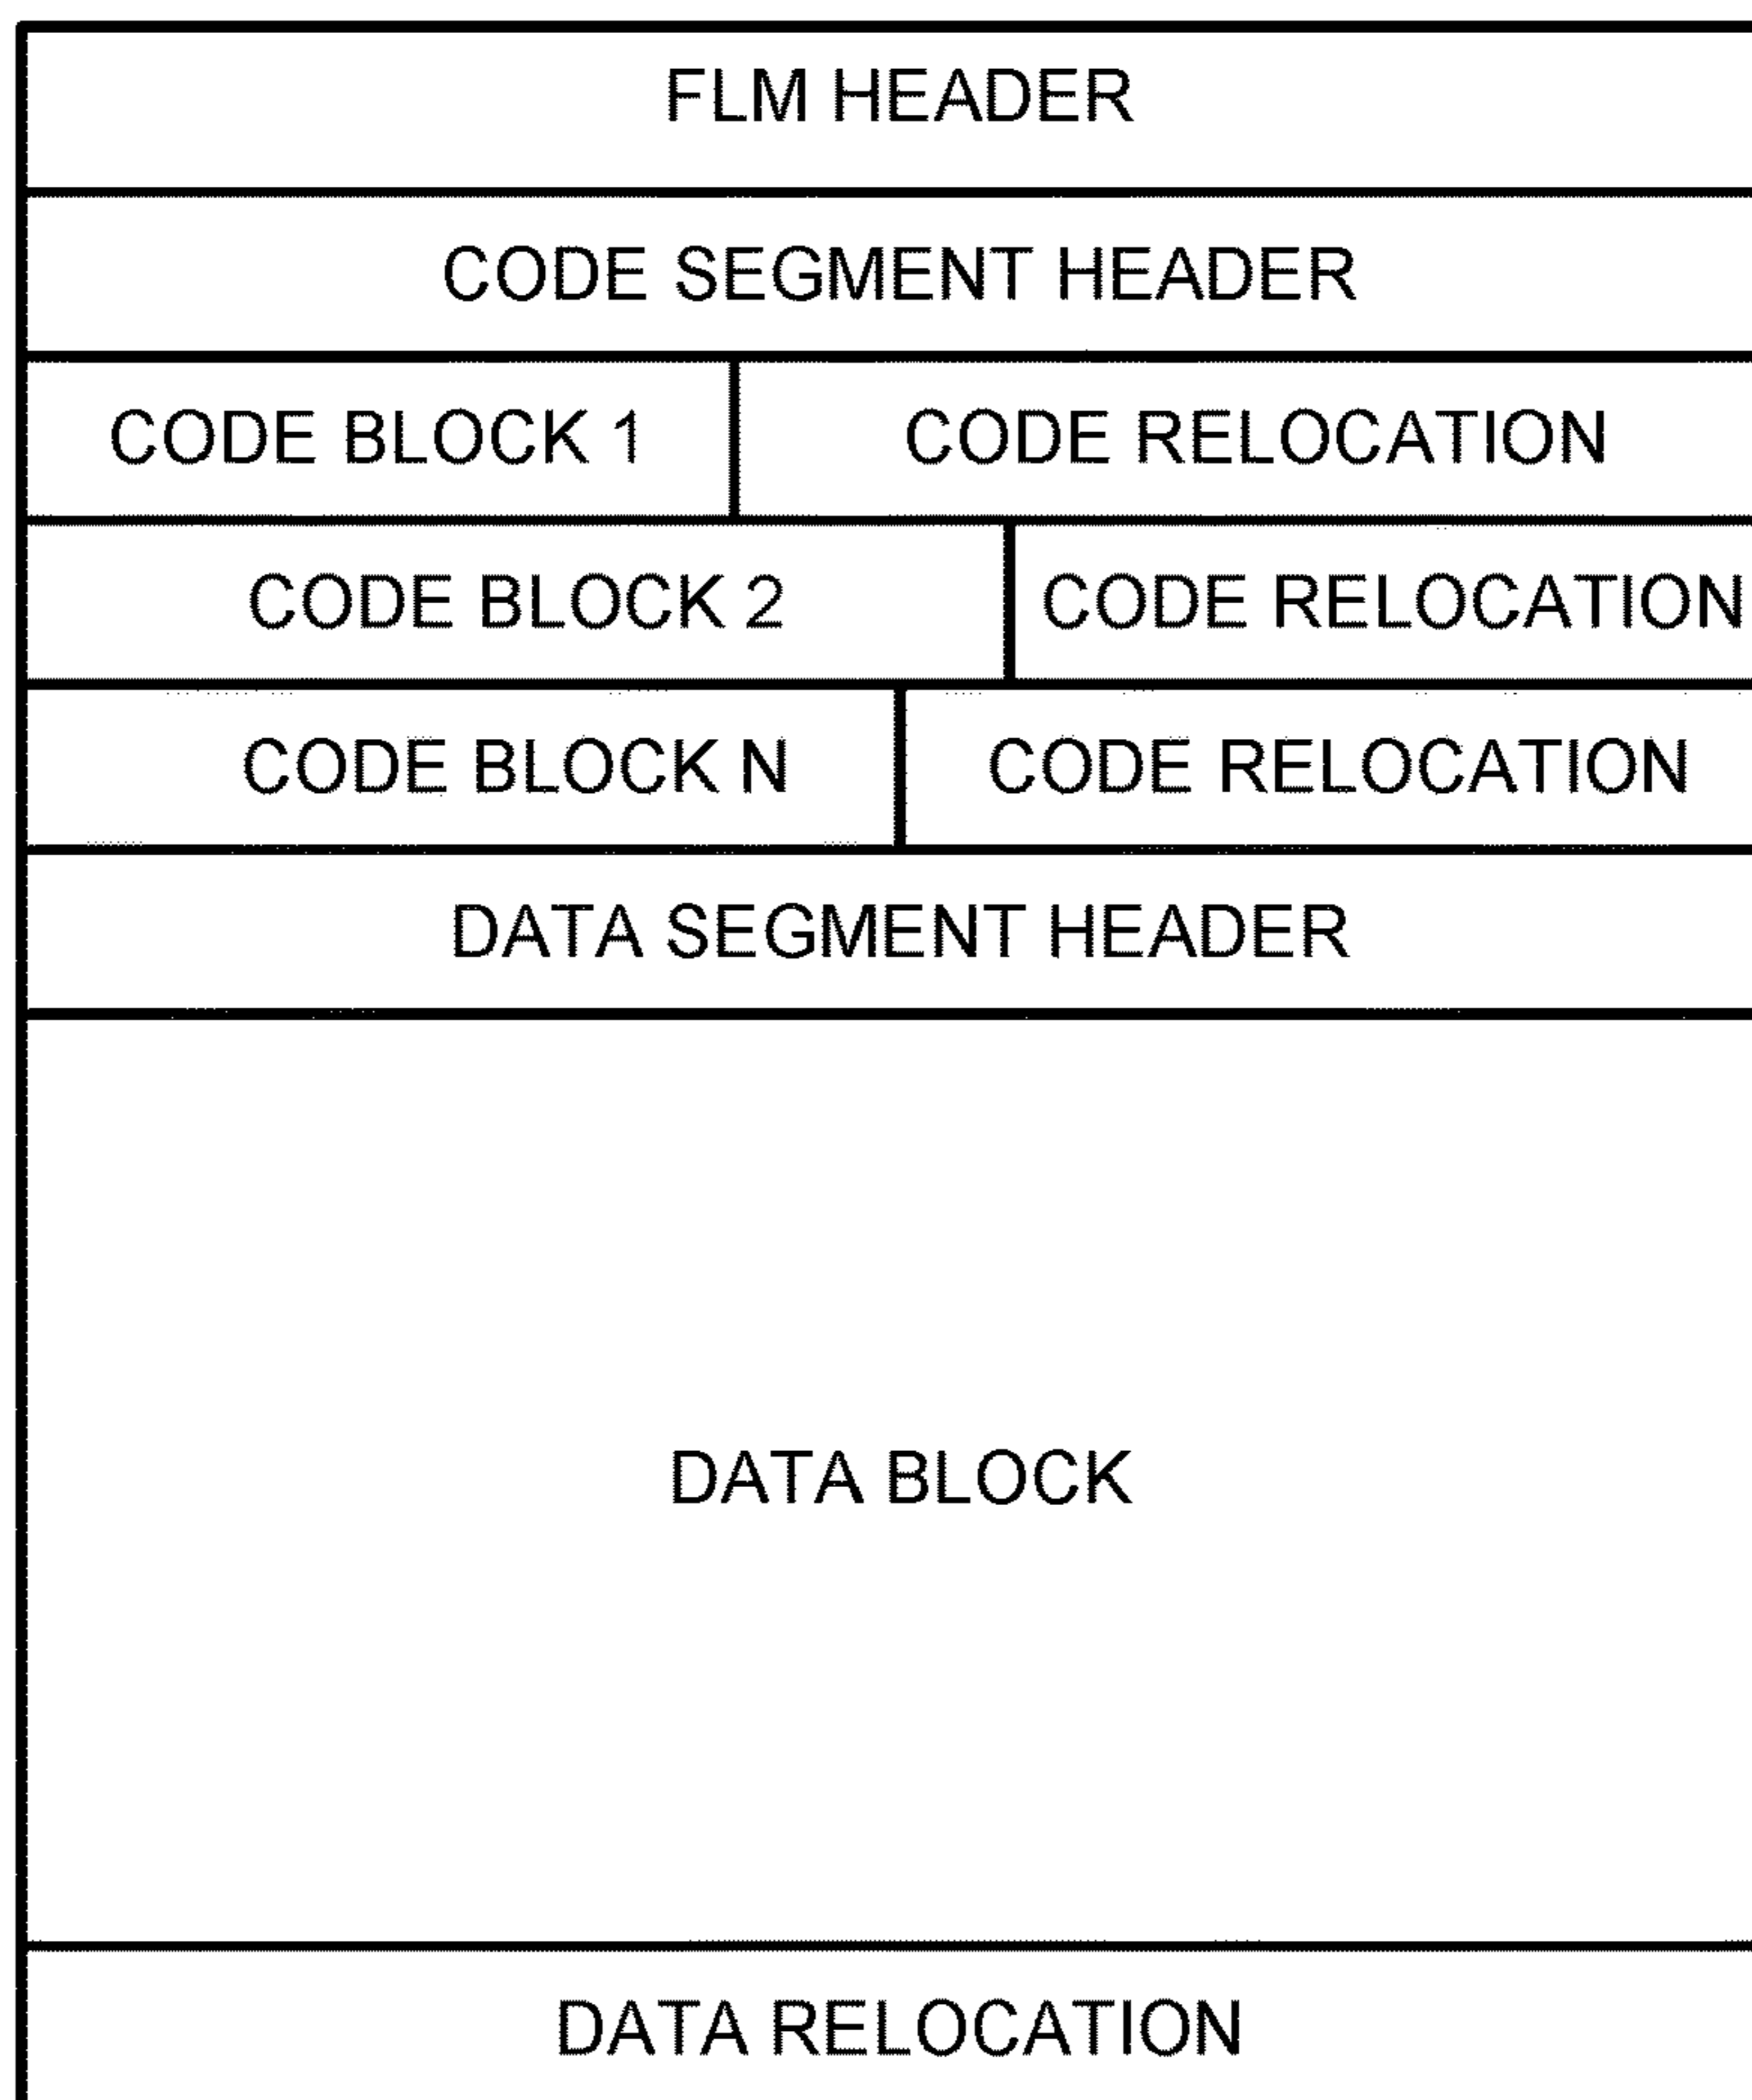 FLM HEADER
CODE SEGMENT HEADER
CODE BLOCK 1 CODE RELOCATION
CODE BLOCK 2 CODE RELOCATION
CODE BLOCK N CODE RELOCATION
DATA SEGMENT HEADER
DATA BLOCK
DATA RELOCATION